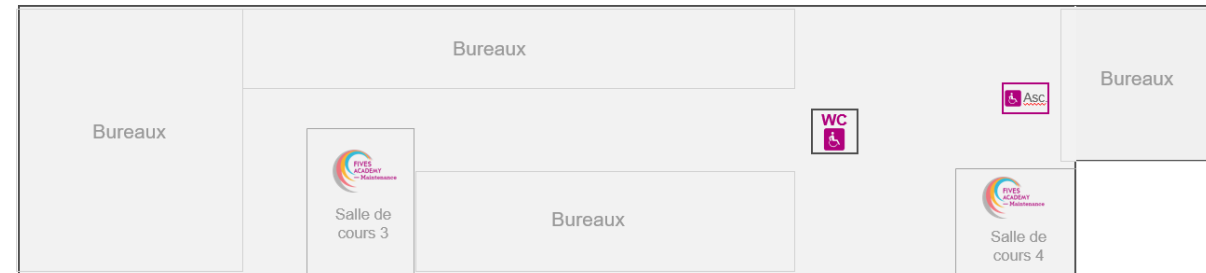 Bureaux
Bureaux
Bureaux
Asc.
WC
FIVES
ACADEMY
— Maintenance
Salle de
cours 3
Bureaux
FIVES
ACADEMY
— Maintenance
Salle de
cours 4